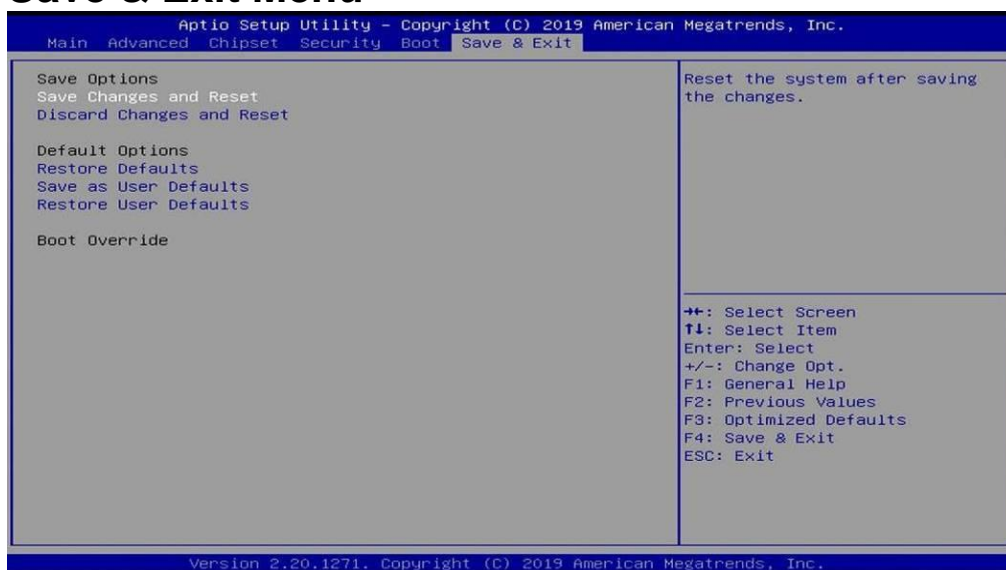 Save & Exit Menu
Aptio Setup Utility – Copyright (C) 2019 American Megatrends, Inc.
Main Advanced Chipset Security Boot Save & Exit
Save Options
Save Changes and Reset
Discard Changes and Reset
Default Options
Restore Defaults
Save as User Defaults
Restore User Defaults
Boot Override
Reset the system after saving
the changes.
→←: Select Screen
↑↓: Select Item
Enter: Select
+/-: Change Opt.
F1: General Help
F2: Previous Values
F3: Optimized Defaults
F4: Save & Exit
ESC: Exit
Version 2.20.1271. Copyright (C) 2019 American Megatrends, Inc.